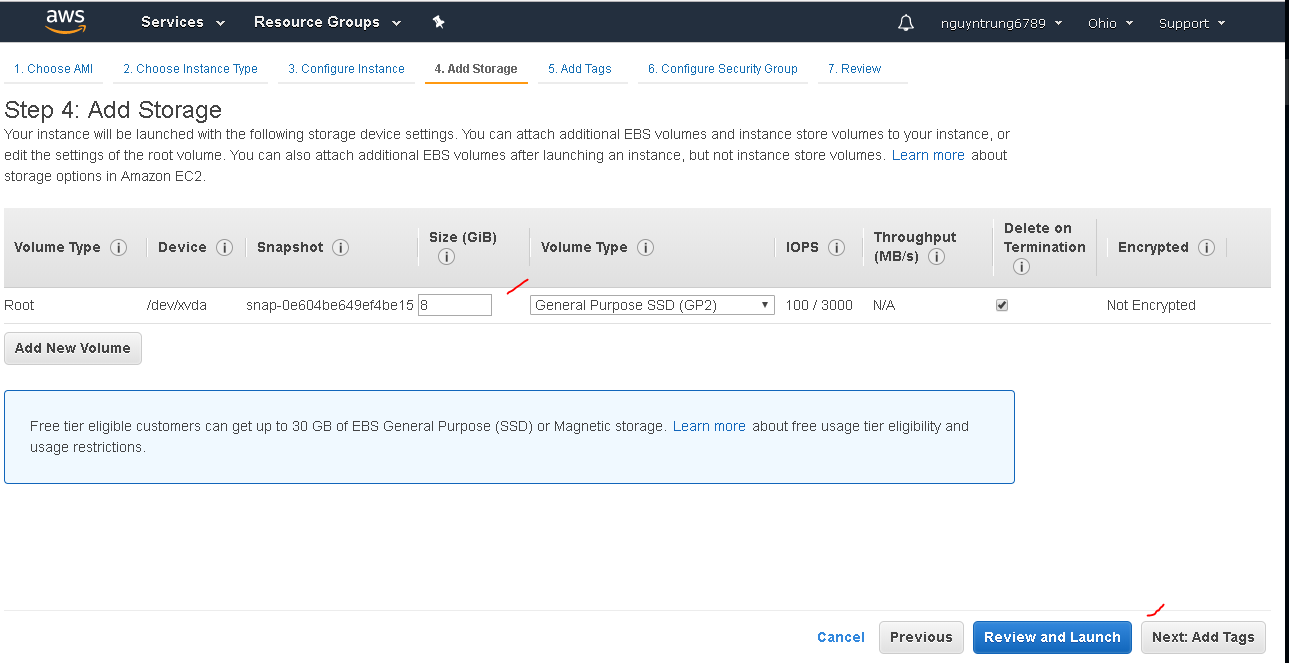 aws Services Resource Groups nguyntrung6789 Ohio Support
1. Choose AMI 2. Choose Instance Type 3. Configure Instance 4. Add Storage 5. Add Tags 6. Configure Security Group 7. Review
Step 4: Add Storage
Your instance will be launched with the following storage device settings. You can attach additional EBS volumes and instance store volumes to your instance, or
edit the settings of the root volume. You can also attach additional EBS volumes after launching an instance, but not instance store volumes. Learn more about
storage options in Amazon EC2.
Volume Type i Device i Snapshot i Size (GiB) i Volume Type i IOPS i Throughput (MB/s) i Delete on Termination i Encrypted i
Root /dev/xvda snap-0e604be649ef4be15 8 General Purpose SSD (GP2) 100 / 3000 N/A Not Encrypted
Add New Volume
Free tier eligible customers can get up to 30 GB of EBS General Purpose (SSD) or Magnetic storage. Learn more about free usage tier eligibility and
usage restrictions.
Cancel Previous Review and Launch Next: Add Tags